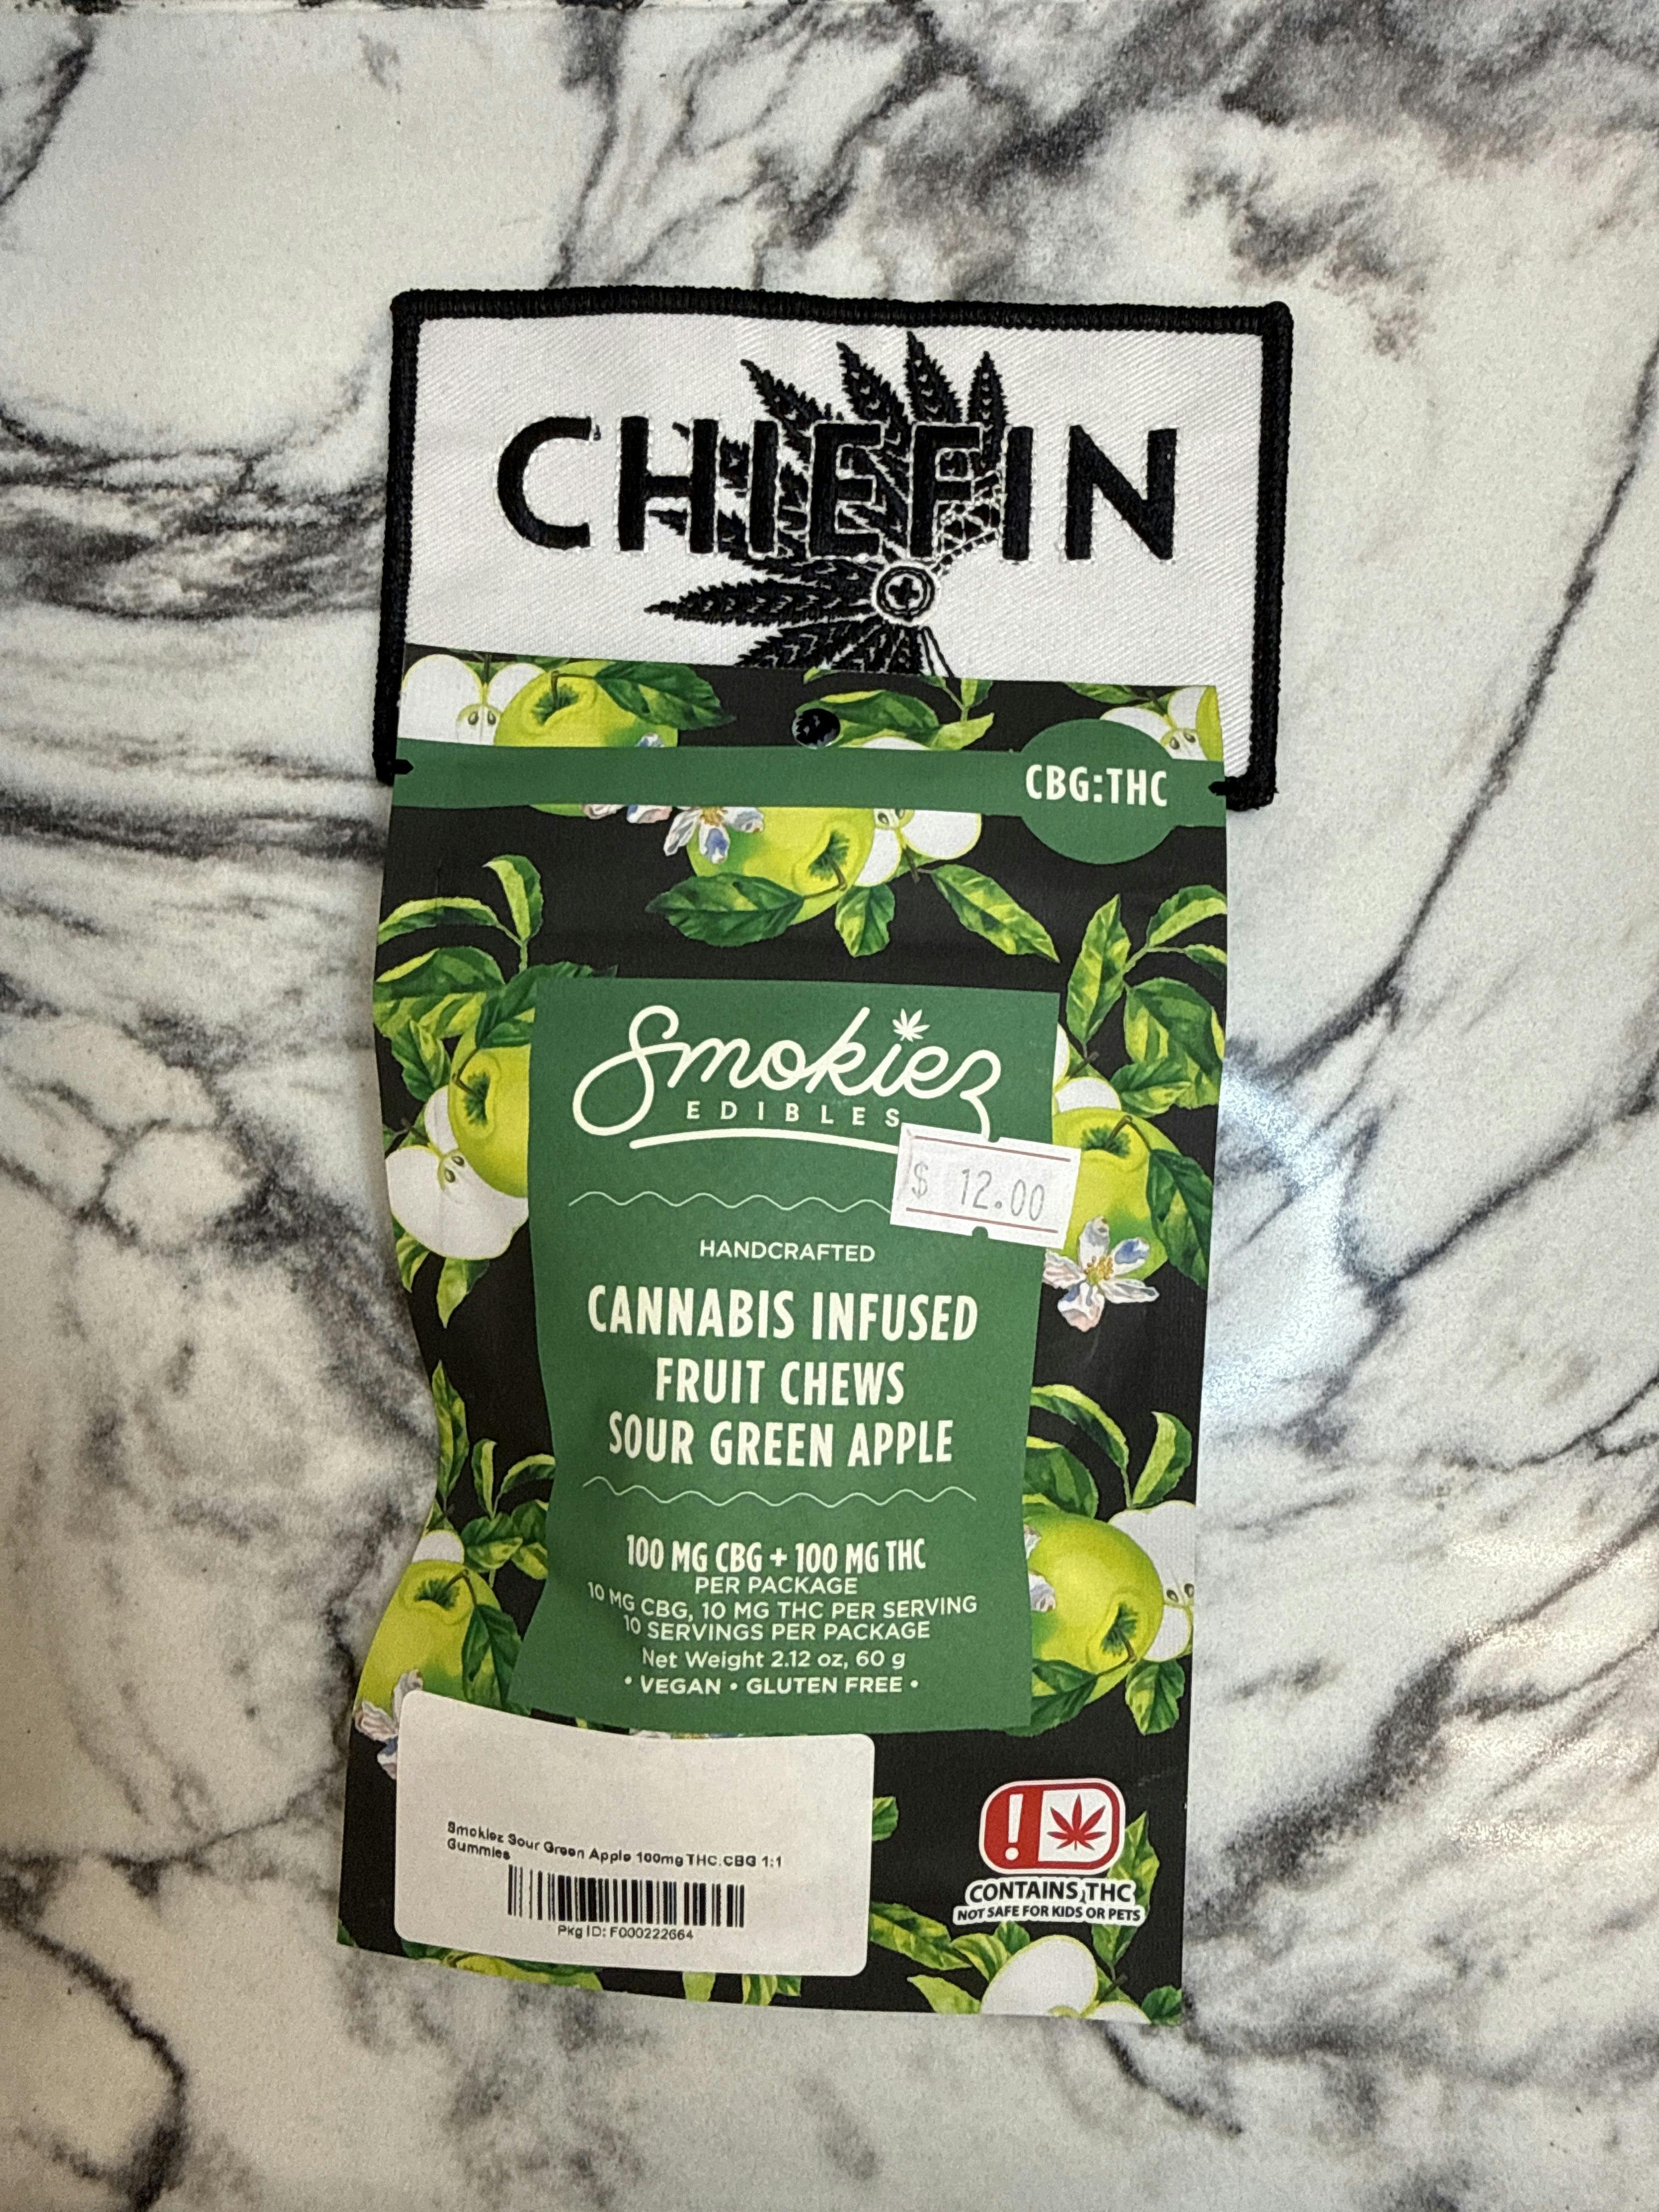 CHIEFIN
CBG:THC
Smokiez
EDIBLES
$ 12.00
HANDCRAFTED
CANNABIS INFUSED
FRUIT CHEWS
SOUR GREEN APPLE
100 MG CBG + 100 MG THC
PER PACKAGE
10 MG CBG, 10 MG THC PER SERVING
10 SERVINGS PER PACKAGE
Net Weight 2.12 oz, 60 g
• VEGAN • GLUTEN FREE •
Smokiez Sour Green Apple 100mg THC:CBG 1:1
Gummies
Pkg ID: F000222664
!
CONTAINS THC
NOT SAFE FOR KIDS OR PETS